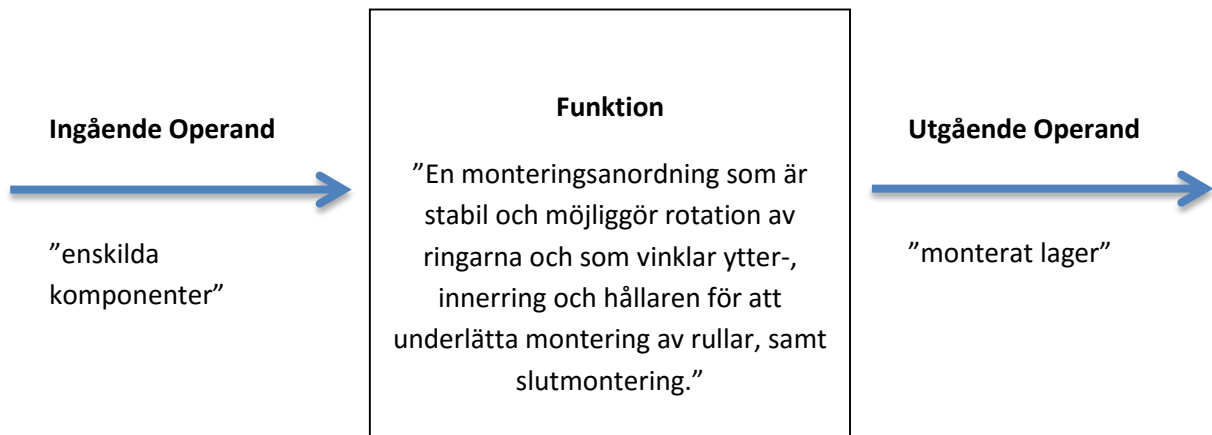 Ingående Operand
”enskilda
komponenter”
Funktion
”En monteringsanordning som är
stabil och möjliggör rotation av
ringarna och som vinklar ytter-,
innerring och hållaren för att
underlätta montering av rullar, samt
slutmontering.”
Utgående Operand
”monterat lager”